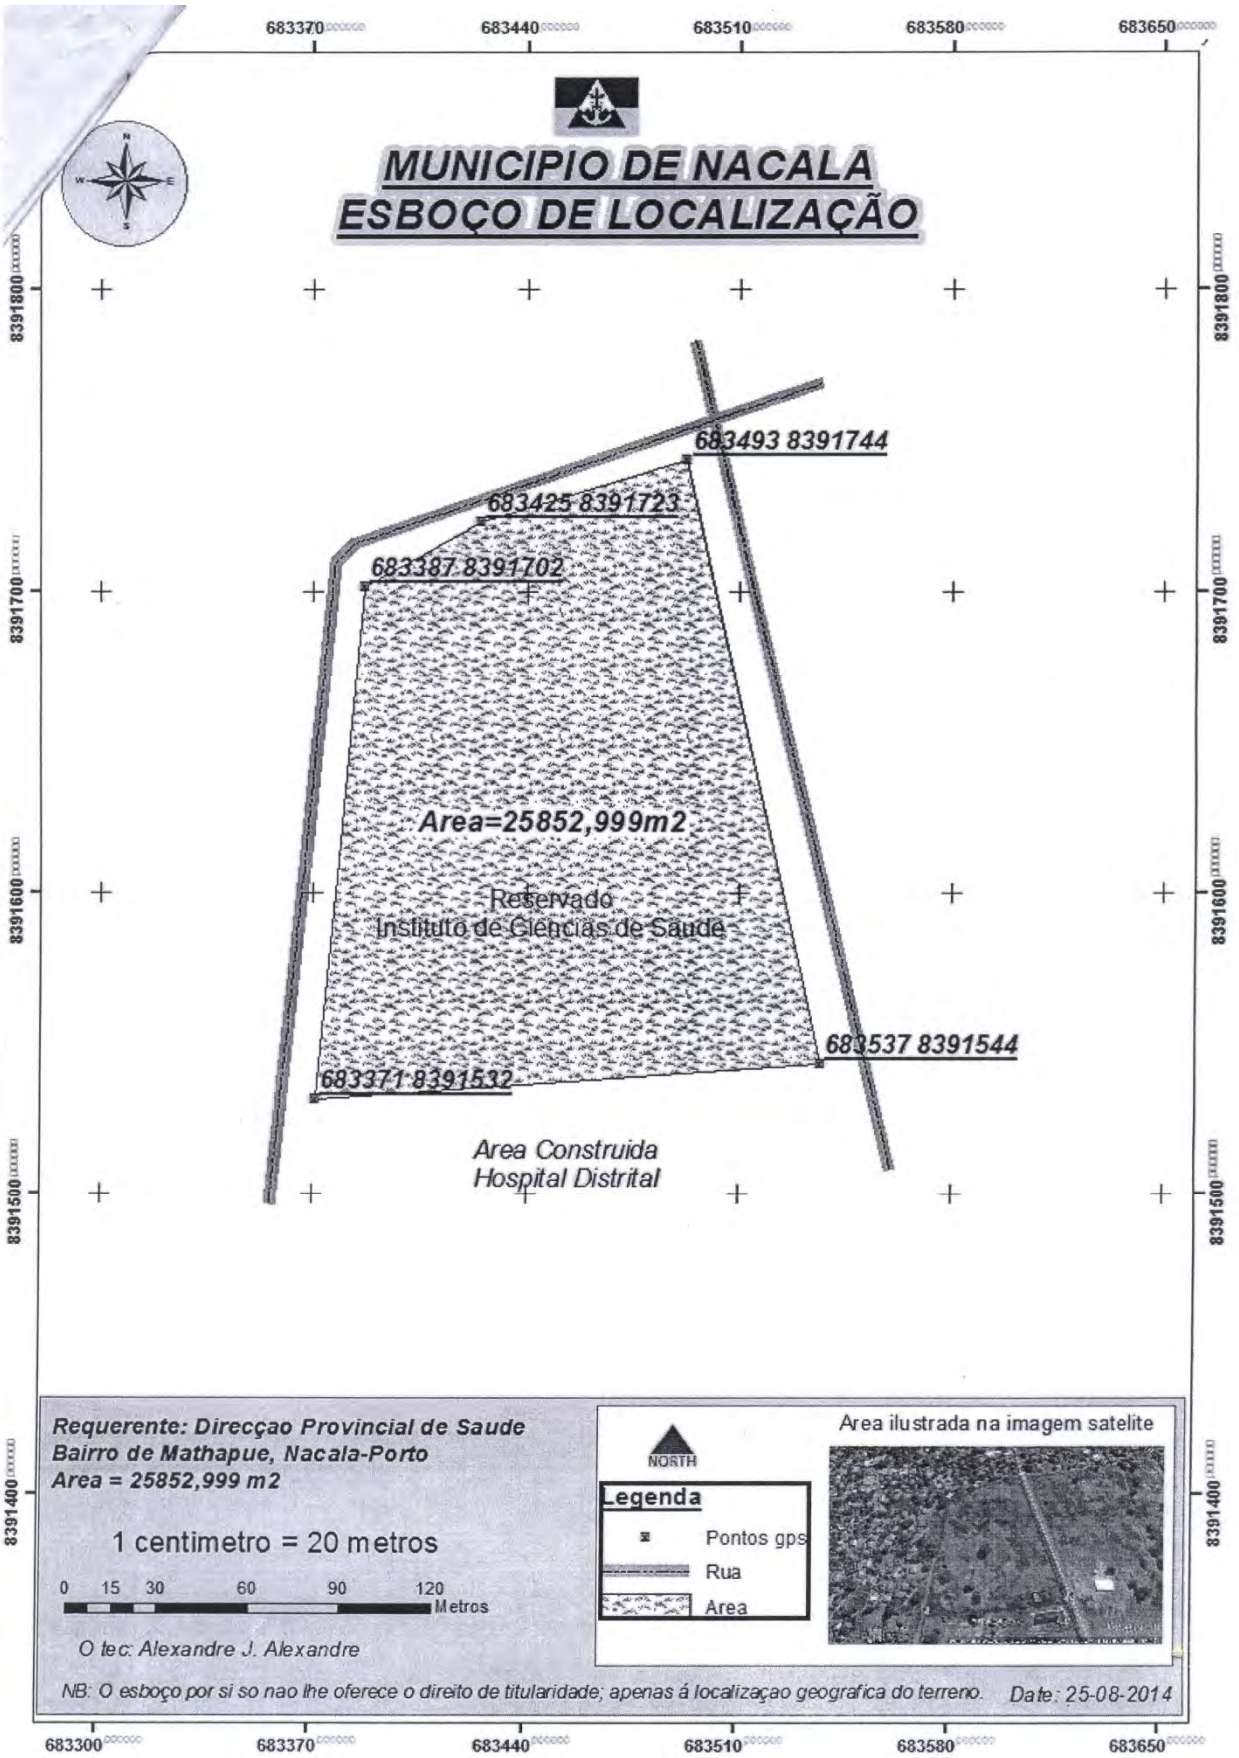 683370 683440 683510 683580 683650
MUNICIPIO DE NACALA
ESBOÇO DE LOCALIZAÇÃO
N
W E
S
8391800 8391800
683493 8391744
683425 8391723
683387 8391702
8391700 8391700
Area=25852,999m2
Reservado
Instituto de Ciencias de Saude
8391600 8391600
683537 8391544
683371 8391532
Area Construida
Hospital Distrital
8391500 8391500
Requerente: Direcçao Provincial de Saude
Bairro de Mathapue, Nacala-Porto
Area = 25852,999 m2
1 centimetro = 20 metros
0 15 30 60 90 120
Metros
O tec: Alexandre J. Alexandre
NORTH
Legenda
Pontos gps
Rua
Area
Area ilustrada na imagem satelite
8391400 8391400
NB: O esboço por si so nao lhe oferece o direito de titularidade; apenas á localizaçao geografica do terreno. Date: 25-08-2014
683300 683370 683440 683510 683580 683650